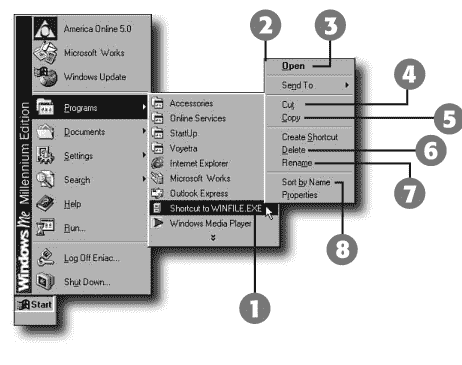 America Online 5.0
Microsoft Works
Windows Update
Programs
Documents
Settings
Search
Help
Run...
Log Off Eniac...
Shut Down...
Windows Me Millennium Edition
Start
Accessories
Online Services
StartUp
Voyetra
Internet Explorer
Microsoft Works
Outlook Express
Shortcut to WINFILE.EXE
Windows Media Player
Open
Send To
Cut
Copy
Create Shortcut
Delete
Rename
Sort by Name
Properties
1
2
3
4
5
6
7
8